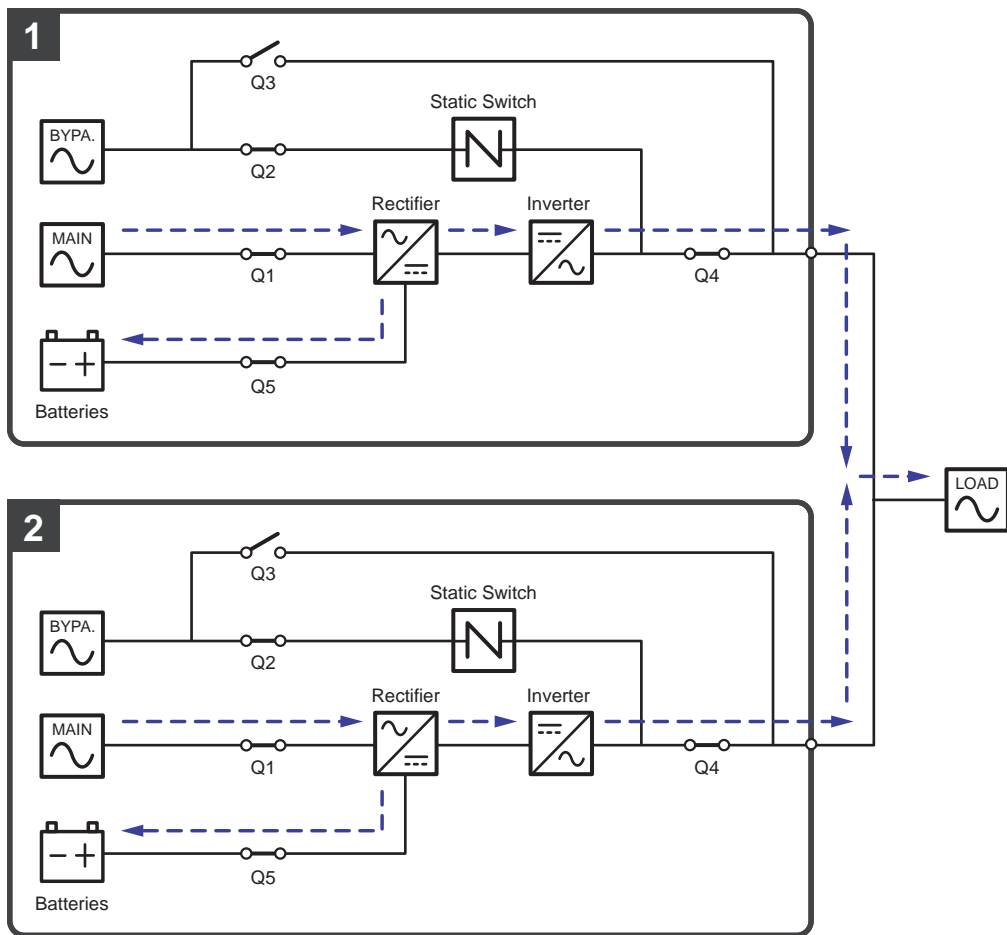 1
Q3
Static Switch
BYPA.
Q2
Rectifier
Inverter
MAIN
Q1
Q4
Q5
Batteries
LOAD
2
Q3
Static Switch
BYPA.
Q2
Rectifier
Inverter
MAIN
Q1
Q4
Q5
Batteries